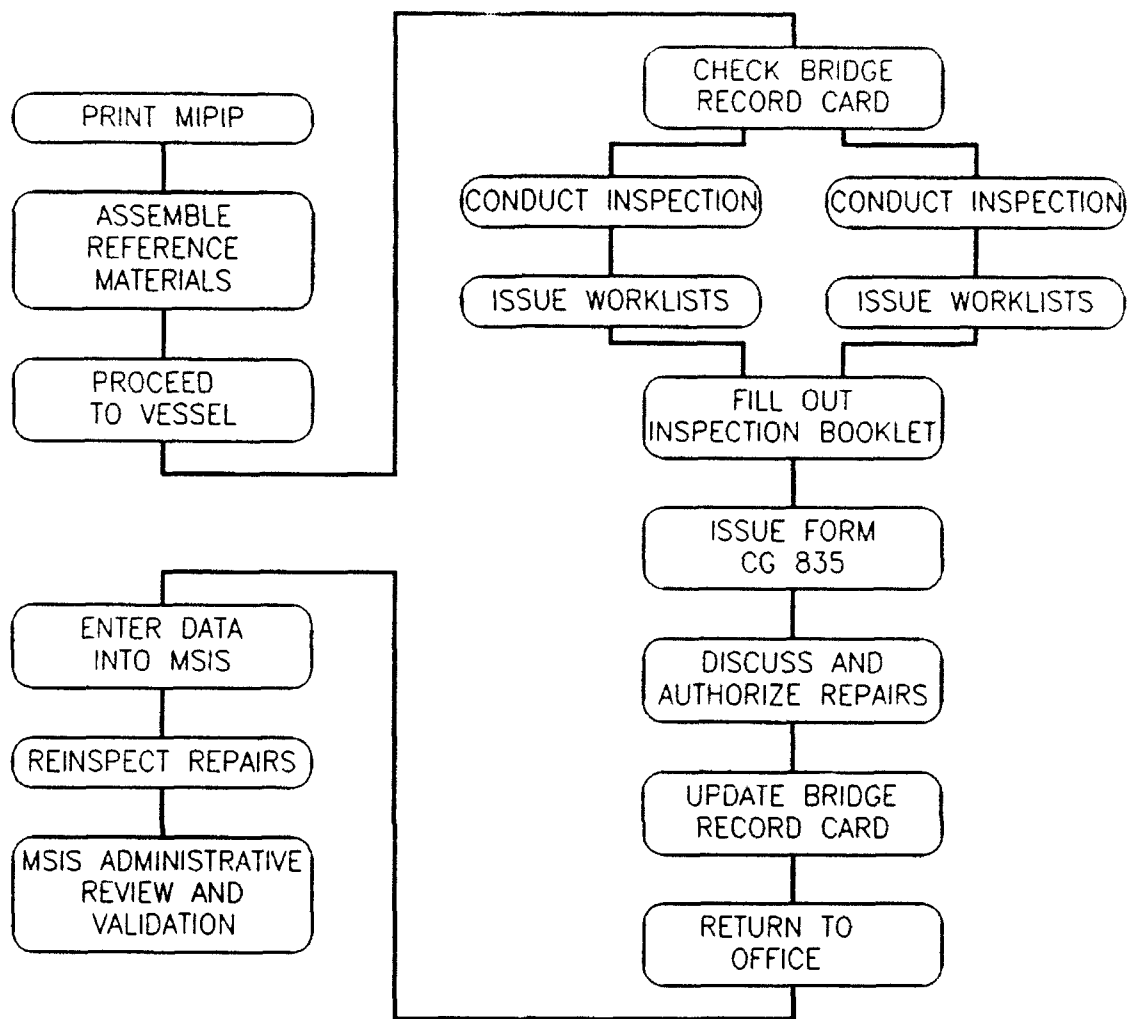 PRINT MIPIP
ASSEMBLE
REFERENCE
MATERIALS
PROCEED
TO VESSEL
CHECK BRIDGE
RECORD CARD
CONDUCT INSPECTION
CONDUCT INSPECTION
ISSUE WORKLISTS
ISSUE WORKLISTS
FILL OUT
INSPECTION BOOKLET
ISSUE FORM
CG 835
DISCUSS AND
AUTHORIZE REPAIRS
UPDATE BRIDGE
RECORD CARD
RETURN TO
OFFICE
ENTER DATA
INTO MSIS
REINSPECT REPAIRS
MSIS ADMINISTRATIVE
REVIEW AND
VALIDATION